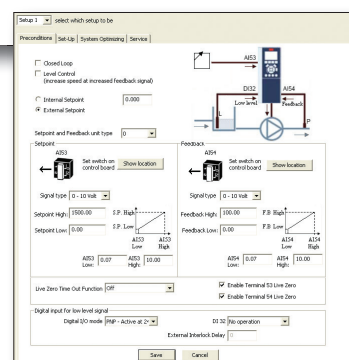 Setup 1 select which setup to be
Preconditions Set-Up System Optimizing Service
Closed Loop
Level Control
(increase speed at increased feedback signal)
Internal Setpoint 0.000
External Setpoint
AI53
DI32 AI54
Low level Feedback
L
P
Setpoint and Feedback unit type 0
Setpoint
AI53
Set switch on
control board
Show location
Signal type 0 - 10 Volt
Setpoint High: 1500.00
Setpoint Low: 0.00
S.P. High
S.P. Low
AI53 Low
AI53 High
AI53 Low: 0.07
AI53 High: 10.00
Feedback
AI54
Set switch on
control board
Show location
Signal type 0 - 10 Volt
Feedback High: 100.00
Feedback Low: 0.00
F.B High
F.B. Low
AI54 Low
AI54 High
AI54 Low: 0.07
AI54 High: 10.00
Live Zero Time Out Function Off
Enable Terminal 53 Live Zero
Enable Terminal 54 Live Zero
Digital input for low level signal
Digital I/O mode PNP - Active at 2
DI 32 No operation
External Interlock Delay 0
Save Cancel